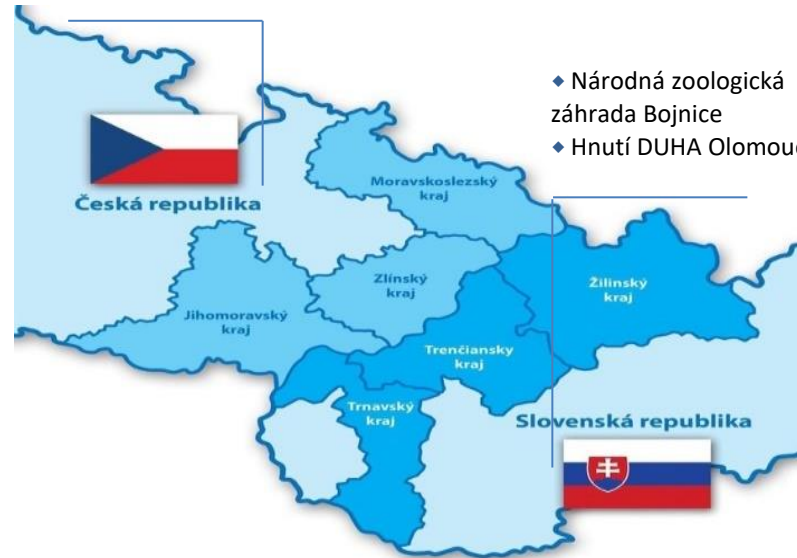 ◆ Národná zoologická
záhrada Bojnice
◆ Hnutí DUHA Olomouc
Moravskoslezský
kraj
Česká republika
Zlínský
kraj
Žilinský
kraj
Jihomoravský
kraj
Trenčiansky
kraj
Trnavský
kraj
Slovenská republika